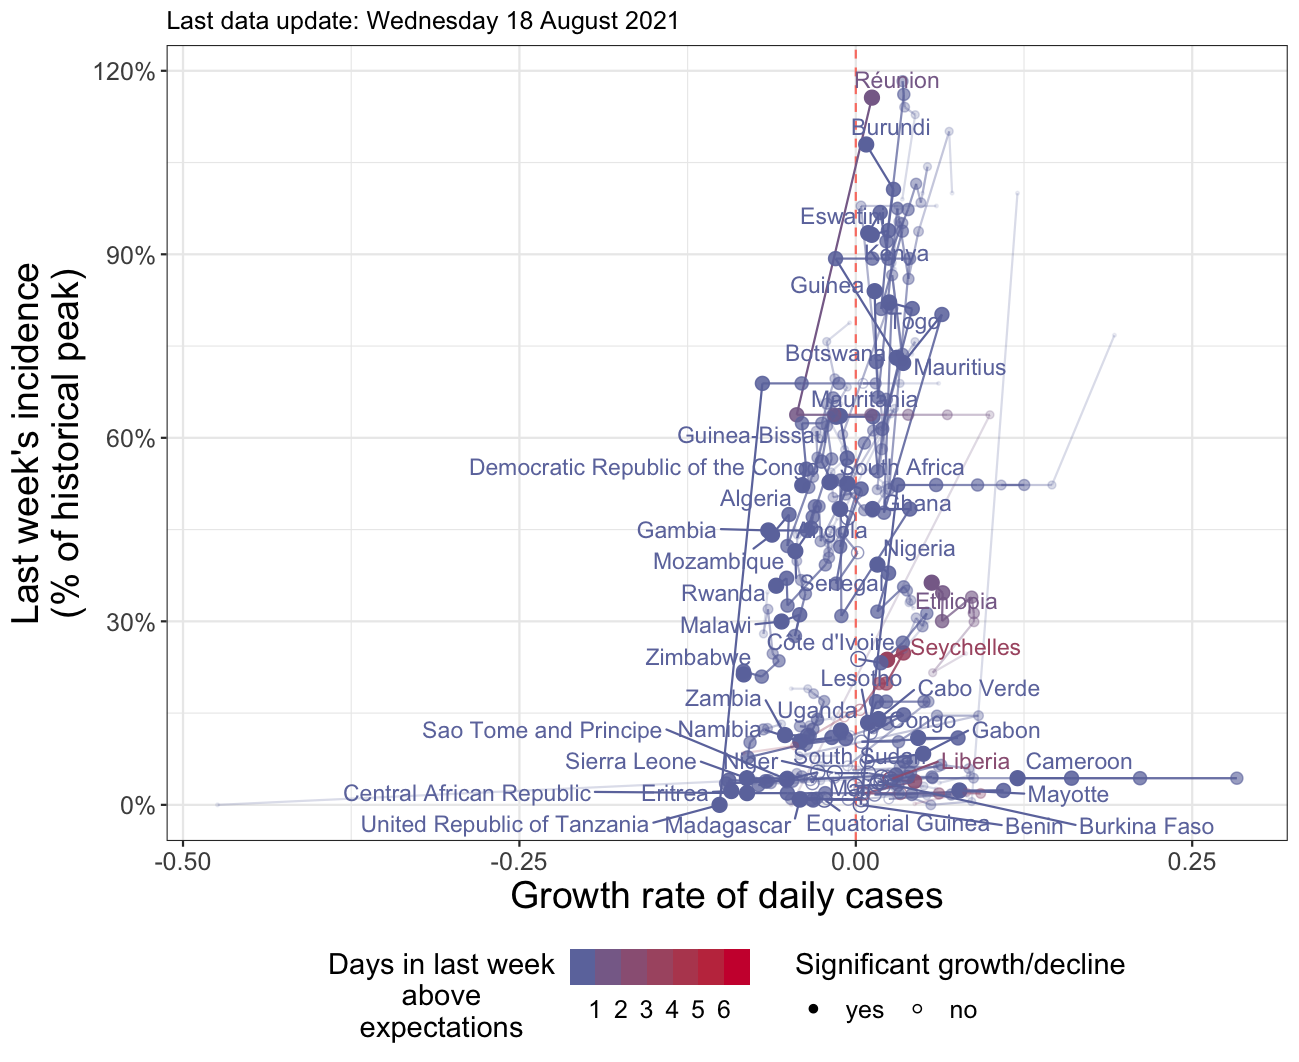 Last data update: Wednesday 18 August 2021
Last week's incidence
(% of historical peak)
120%
90%
60%
30%
0%
Réunion
Burundi
Eswatini
Kenya
Guinea
Togo
Botswana
Mauritius
Mauritania
Guinea-Bissau
Democratic Republic of the Congo
South Africa
Algeria
Ghana
Gambia
Angola
Mozambique
Nigeria
Rwanda
Senegal
Ethiopia
Malawi
Côte d'Ivoire
Seychelles
Zimbabwe
Lesotho
Zambia
Cabo Verde
Uganda
Sao Tome and Principe
Namibia
Congo
Gabon
Sierra Leone
Niger
South Sudan
Liberia
Cameroon
Central African Republic
Eritrea
Mayotte
United Republic of Tanzania
Madagascar
Equatorial Guinea
Benin
Burkina Faso
-0.50
-0.25
0.00
0.25
Growth rate of daily cases
Days in last week
above
expectations
1 2 3 4 5 6
Significant growth/decline
yes
no